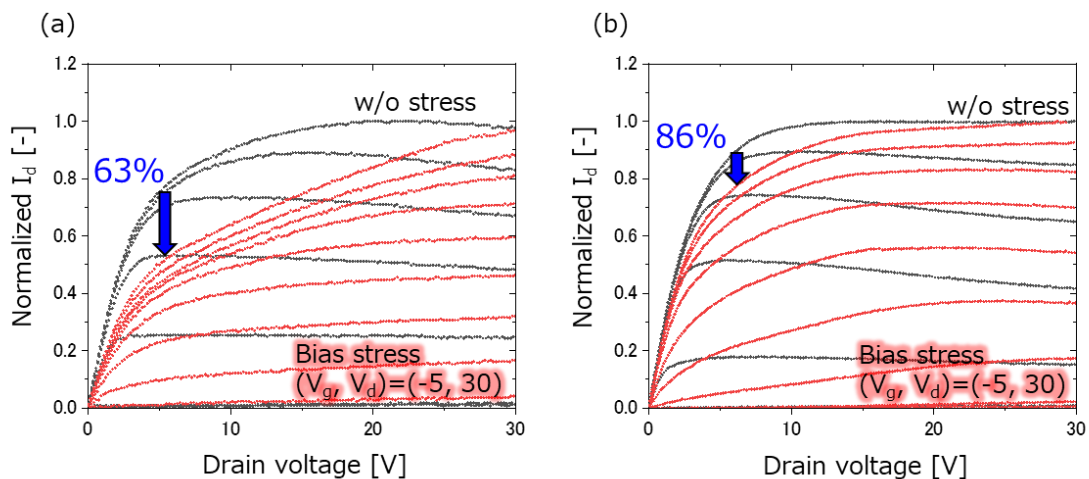 (a)
1.2
1.0
0.8
0.6
0.4
0.2
0.0
Normalized I_d [-]
w/o stress
63%
Bias stress
(V_g, V_d)=(-5, 30)
0
10
20
30
Drain voltage [V]
(b)
1.2
1.0
0.8
0.6
0.4
0.2
0.0
Normalized I_d [-]
w/o stress
86%
Bias stress
(V_g, V_d)=(-5, 30)
0
10
20
30
Drain voltage [V]